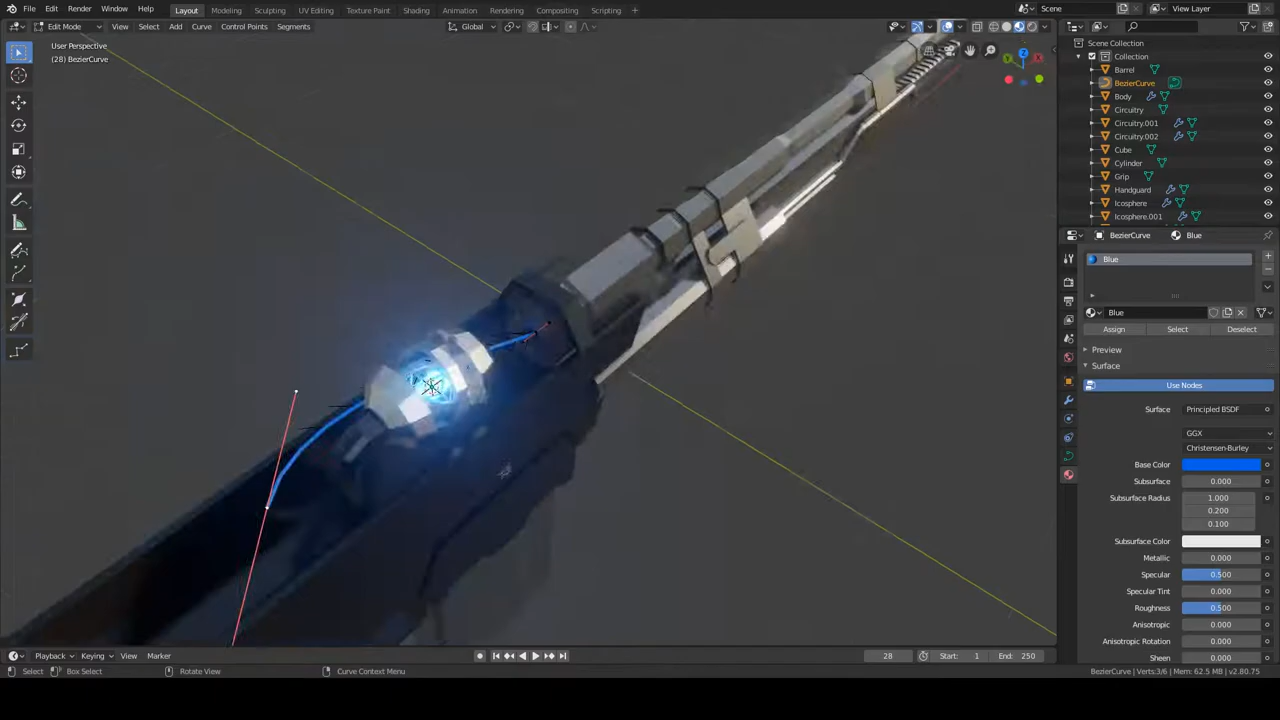 File Edit Render Window Help Layout Modeling Sculpting UV Editing Texture Paint Shading Animation Rendering Compositing Scripting + Scene View Layer
Edit Mode View Select Add Curve Control Points Segments Global
User Perspective
(28) BezierCurve
Scene Collection
Collection
Barrel
BezierCurve
Body
Circuitry
Circuitry.001
Circuitry.002
Cube
Cylinder
Grip
Handguard
Icosphere
Icosphere.001
BezierCurve Blue
Blue
Blue
Assign Select Deselect
Preview
Surface
Use Nodes
Surface Principled BSDF
GGX
Christensen-Burley
Base Color
Subsurface 0.000
Subsurface Radius 1.000
0.200
0.100
Subsurface Color
Metallic 0.000
Specular 0.500
Specular Tint 0.000
Roughness 0.500
Anisotropic 0.000
Anisotropic Rotation 0.000
Sheen 0.000
Playback Keying View Marker 28 Start: 1 End: 250
Select Box Select Rotate View Curve Context Menu BezierCurve | Verts:3/6 | Mem: 62.5 MB | v2.80.75